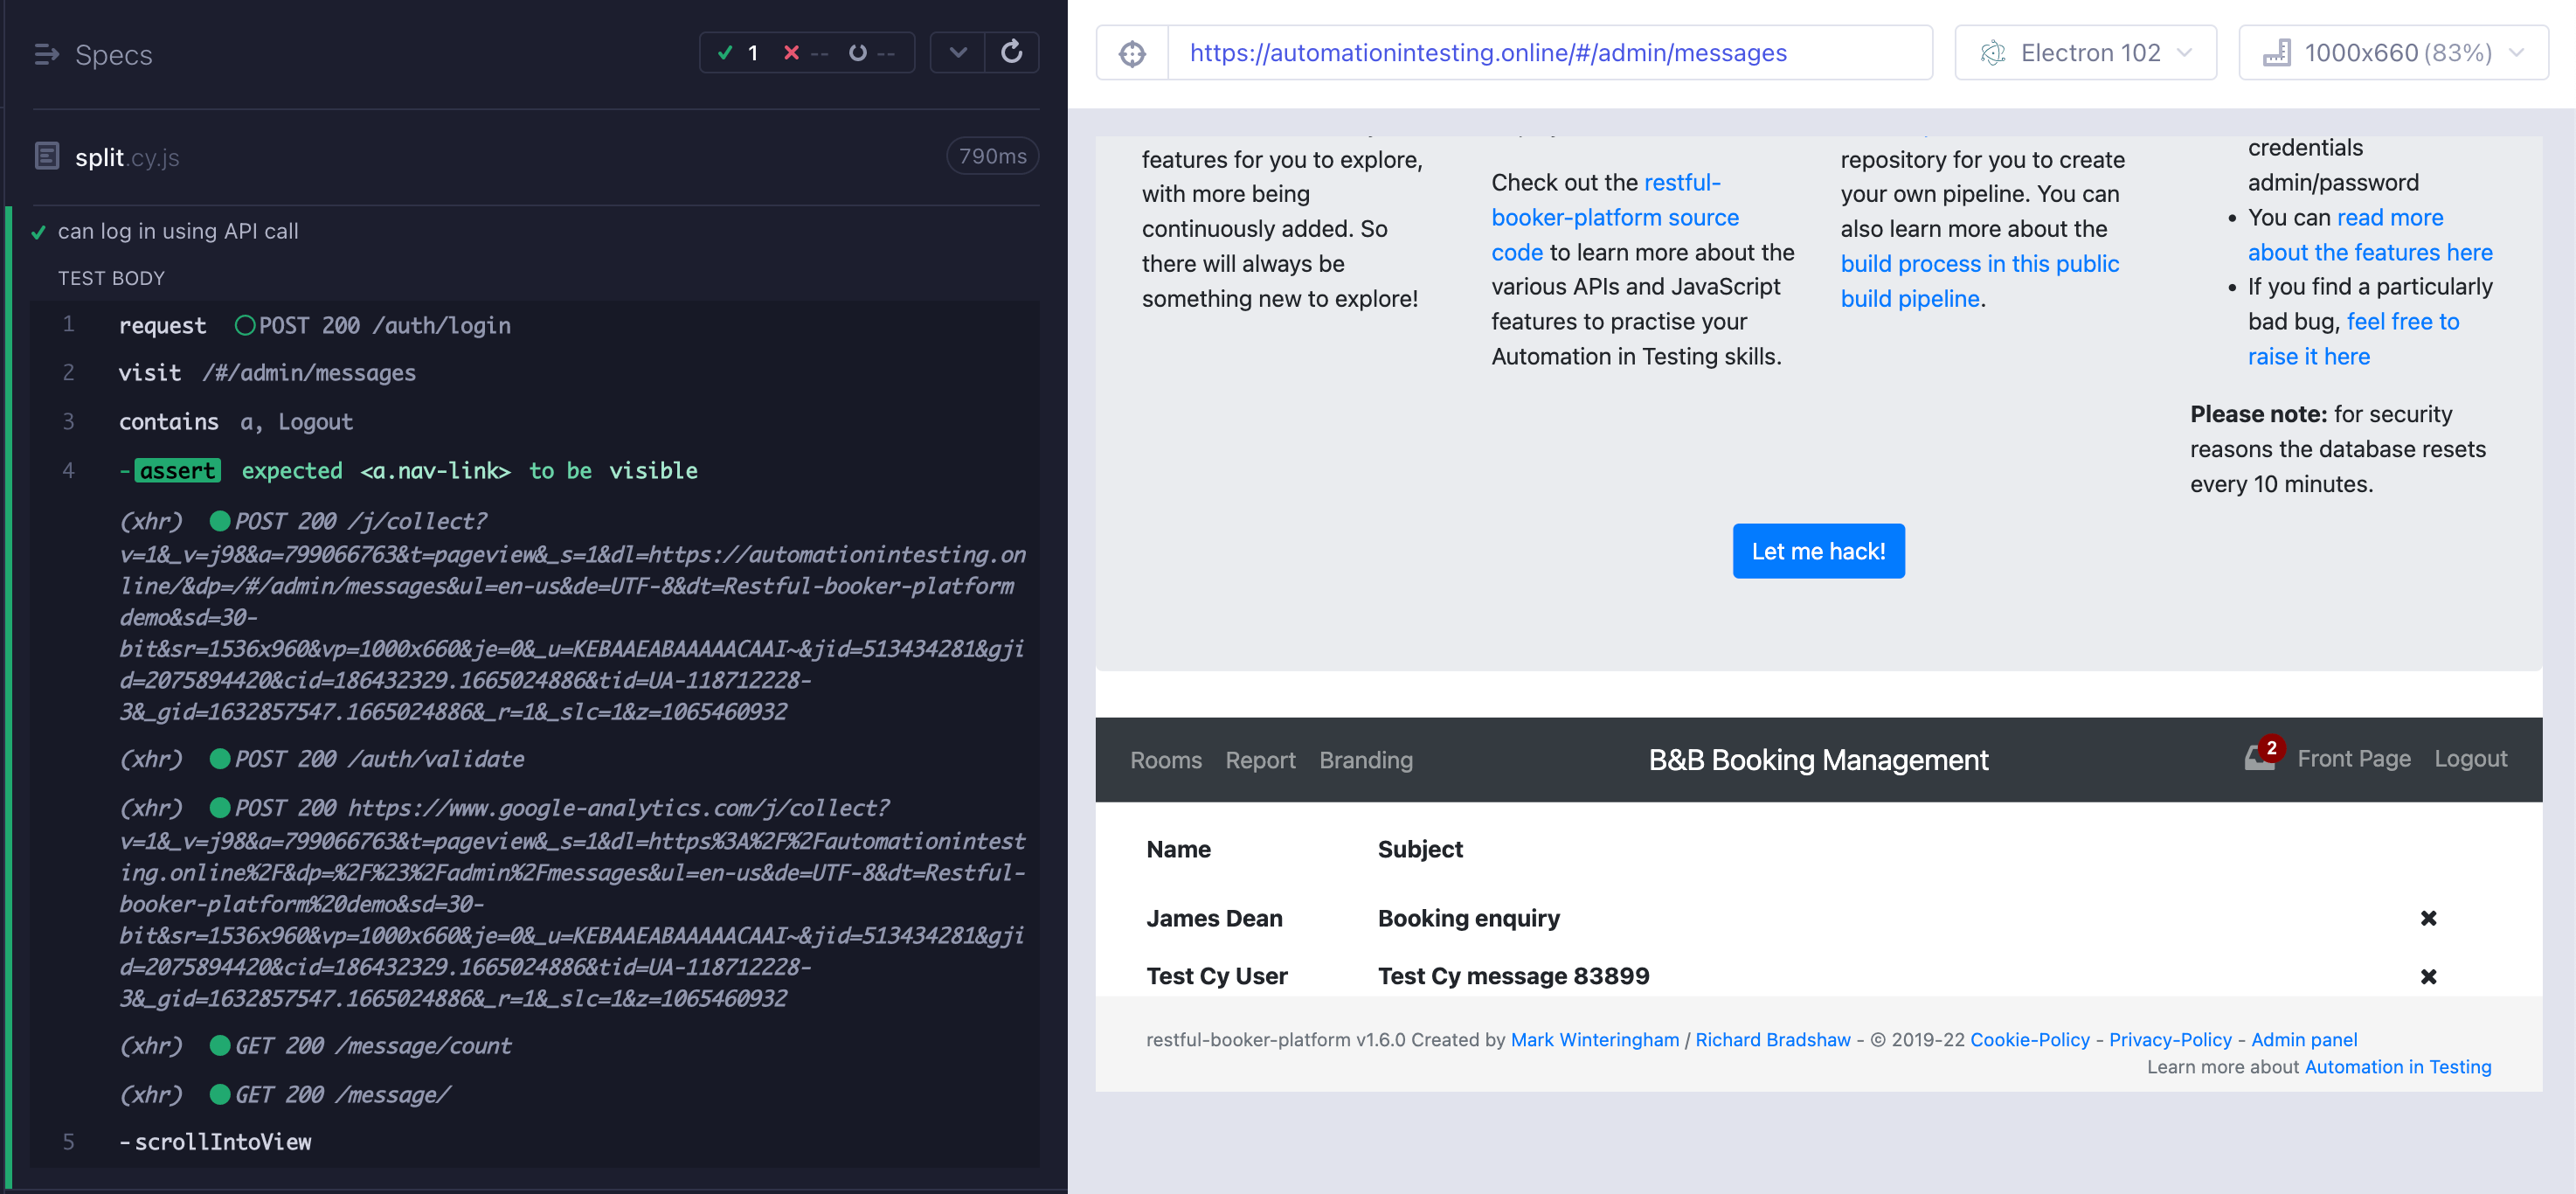 Specs
1 -- --
split.cy.js
790ms
can log in using API call
TEST BODY
1 request POST 200 /auth/login
2 visit /#/admin/messages
3 contains a, Logout
4 -assert expected <a.nav-link> to be visible
(xhr) POST 200 /j/collect?
v=1&_v=j98&a=799066763&t=pageview&_s=1&dl=https://automationintesting.on
line/&dp=/#/admin/messages&ul=en-us&de=UTF-8&dt=Restful-booker-platform
demo&sd=30-
bit&sr=1536x960&vp=1000x660&je=0&_u=KEBAAEABAAAAACAAI~&jid=513434281&gji
d=2075894420&cid=186432329.1665024886&tid=UA-118712228-
3&_gid=1632857547.1665024886&_r=1&_slc=1&z=1065460932
(xhr) POST 200 /auth/validate
(xhr) POST 200 https://www.google-analytics.com/j/collect?
v=1&_v=j98&a=799066763&t=pageview&_s=1&dl=https%3A%2F%2Fautomationintest
ing.online%2F&dp=%2F%23%2Fadmin%2Fmessages&ul=en-us&de=UTF-8&dt=Restful-
booker-platform%20demo&sd=30-
bit&sr=1536x960&vp=1000x660&je=0&_u=KEBAAEABAAAAACAAI~&jid=513434281&gji
d=2075894420&cid=186432329.1665024886&tid=UA-118712228-
3&_gid=1632857547.1665024886&_r=1&_slc=1&z=1065460932
(xhr) GET 200 /message/count
(xhr) GET 200 /message/
5 -scrollIntoView
https://automationintesting.online/#/admin/messages
Electron 102
1000x660 (83%)
features for you to explore,
with more being
continuously added. So
there will always be
something new to explore!
Check out the restful-
booker-platform source
code to learn more about the
various APIs and JavaScript
features to practise your
Automation in Testing skills.
repository for you to create
your own pipeline. You can
also learn more about the
build process in this public
build pipeline.
credentials
admin/password
• You can read more
about the features here
• If you find a particularly
bad bug, feel free to
raise it here
Please note: for security
reasons the database resets
every 10 minutes.
Let me hack!
Rooms Report Branding
B&B Booking Management
2 Front Page Logout
Name Subject
James Dean Booking enquiry
Test Cy User Test Cy message 83899
restful-booker-platform v1.6.0 Created by Mark Winteringham / Richard Bradshaw - © 2019-22 Cookie-Policy - Privacy-Policy - Admin panel
Learn more about Automation in Testing